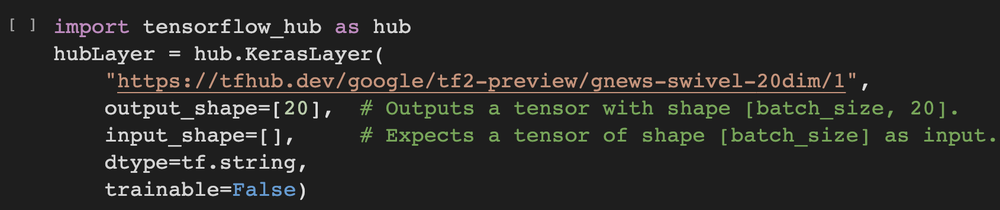 [ ] import tensorflow_hub as hub
hubLayer = hub.KerasLayer(
    "https://tfhub.dev/google/tf2-preview/gnews-swivel-20dim/1",
    output_shape=[20],  # Outputs a tensor with shape [batch_size, 20].
    input_shape=[],     # Expects a tensor of shape [batch_size] as input.
    dtype=tf.string,
    trainable=False)